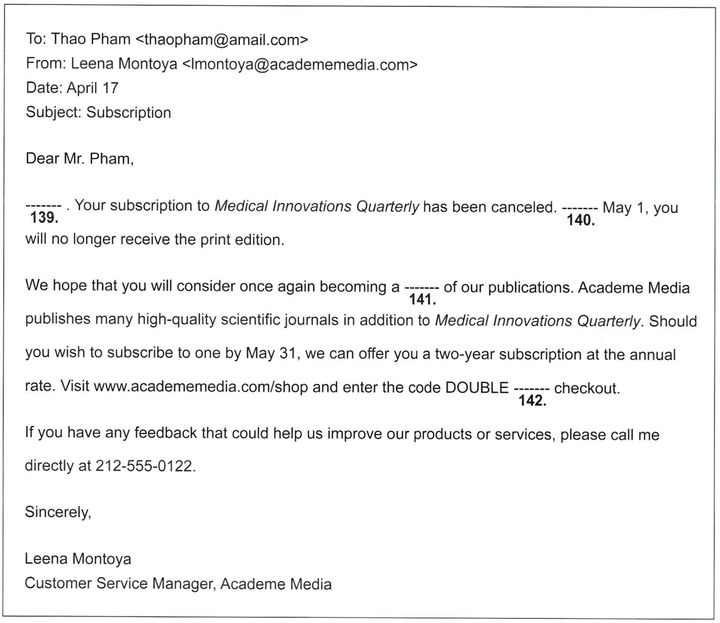 To: Thao Pham <thaopham@amail.com>
From: Leena Montoya <lmontoya@academemedia.com>
Date: April 17
Subject: Subscription
Dear Mr. Pham,
------- . Your subscription to Medical Innovations Quarterly has been canceled. ------- May 1, you
139.
140.
will no longer receive the print edition.
We hope that you will consider once again becoming a ------- of our publications. Academe Media
141.
publishes many high-quality scientific journals in addition to Medical Innovations Quarterly. Should
you wish to subscribe to one by May 31, we can offer you a two-year subscription at the annual
rate. Visit www.academemedia.com/shop and enter the code DOUBLE ------- checkout.
142.
If you have any feedback that could help us improve our products or services, please call me
directly at 212-555-0122.
Sincerely,
Leena Montoya
Customer Service Manager, Academe Media